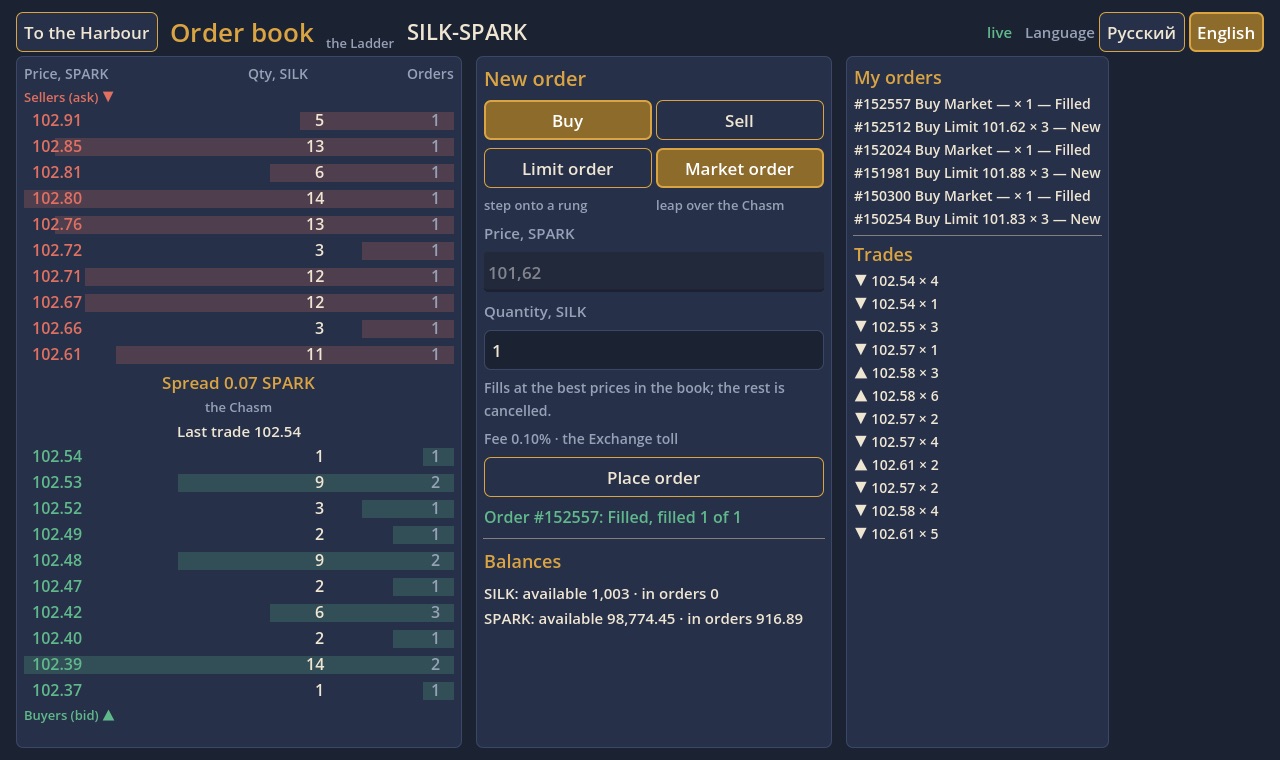 To the Harbour
Order book
the Ladder
SILK-SPARK
live
Language
Русский
English
Price, SPARK Qty, SILK Orders
Sellers (ask) ▼
102.91 5 1
102.85 13 1
102.81 6 1
102.80 14 1
102.76 13 1
102.72 3 1
102.71 12 1
102.67 12 1
102.66 3 1
102.61 11 1
Spread 0.07 SPARK
the Chasm
Last trade 102.54
102.54 1 1
102.53 9 2
102.52 3 1
102.49 2 1
102.48 9 2
102.47 2 1
102.42 6 3
102.40 2 1
102.39 14 2
102.37 1 1
Buyers (bid) ▲
New order
Buy
Sell
Limit order
Market order
step onto a rung
leap over the Chasm
Price, SPARK
101,62
Quantity, SILK
1
Fills at the best prices in the book; the rest is
cancelled.
Fee 0.10% · the Exchange toll
Place order
Order #152557: Filled, filled 1 of 1
Balances
SILK: available 1,003 · in orders 0
SPARK: available 98,774.45 · in orders 916.89
My orders
#152557 Buy Market — × 1 — Filled
#152512 Buy Limit 101.62 × 3 — New
#152024 Buy Market — × 1 — Filled
#151981 Buy Limit 101.88 × 3 — New
#150300 Buy Market — × 1 — Filled
#150254 Buy Limit 101.83 × 3 — New
Trades
▼ 102.54 × 4
▼ 102.54 × 1
▼ 102.55 × 3
▼ 102.57 × 1
▲ 102.58 × 3
▲ 102.58 × 6
▼ 102.57 × 2
▼ 102.57 × 4
▲ 102.61 × 2
▼ 102.57 × 2
▼ 102.58 × 4
▼ 102.61 × 5